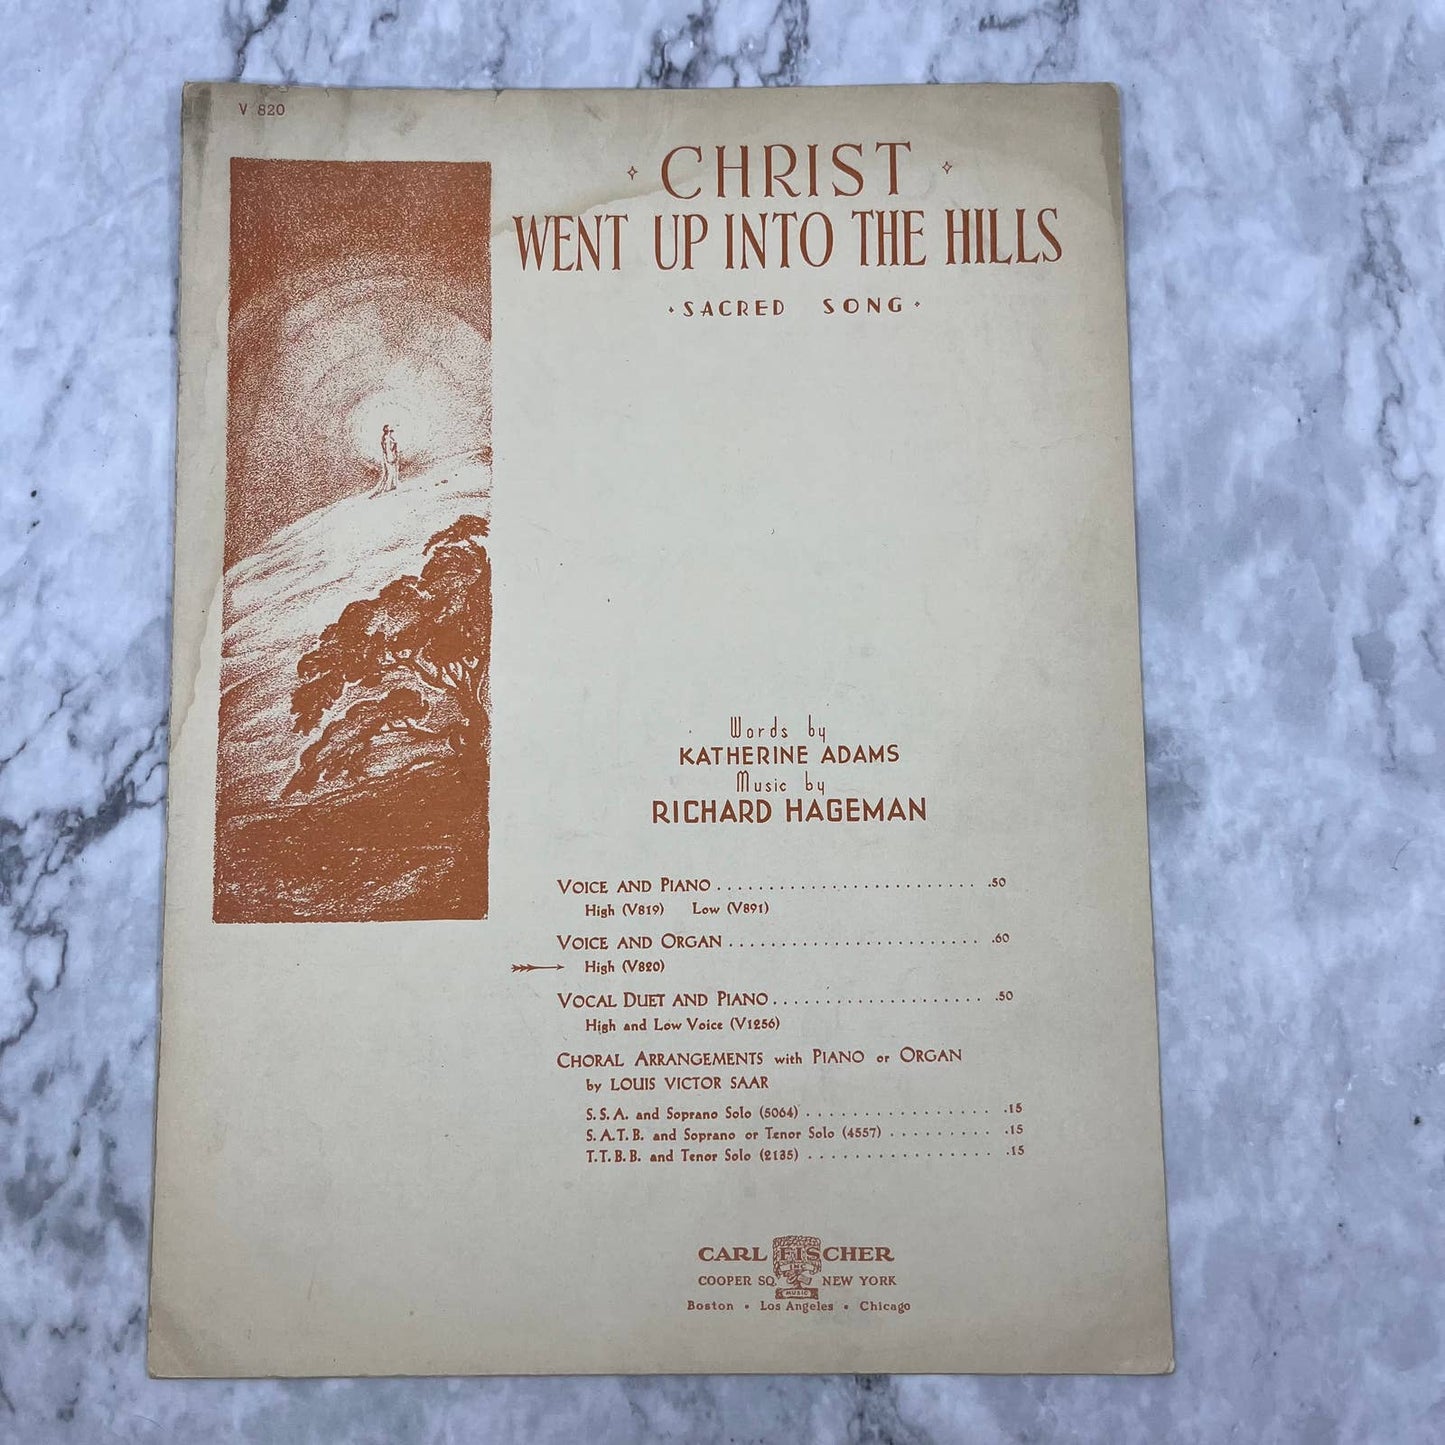 V 820
CHRIST
WENT UP INTO THE HILLS
SACRED SONG
Words by
KATHERINE ADAMS
Music by
RICHARD HAGEMAN
VOICE AND PIANO .......................... .50
High (V819) Low (V891)
VOICE AND ORGAN ......................... .60
High (V820)
VOCAL DUET AND PIANO .................... .50
High and Low Voice (V1256)
CHORAL ARRANGEMENTS with PIANO or ORGAN
by LOUIS VICTOR SAAR
S.S.A. and Soprano Solo (5064) ................. .15
S.A.T.B. and Soprano or Tenor Solo (4557) ......... .15
T.T.B.B. and Tenor Solo (2135) ................. .15
CARL FISCHER
INC.
COOPER SQ. NEW YORK
MUSIC
Boston • Los Angeles • Chicago